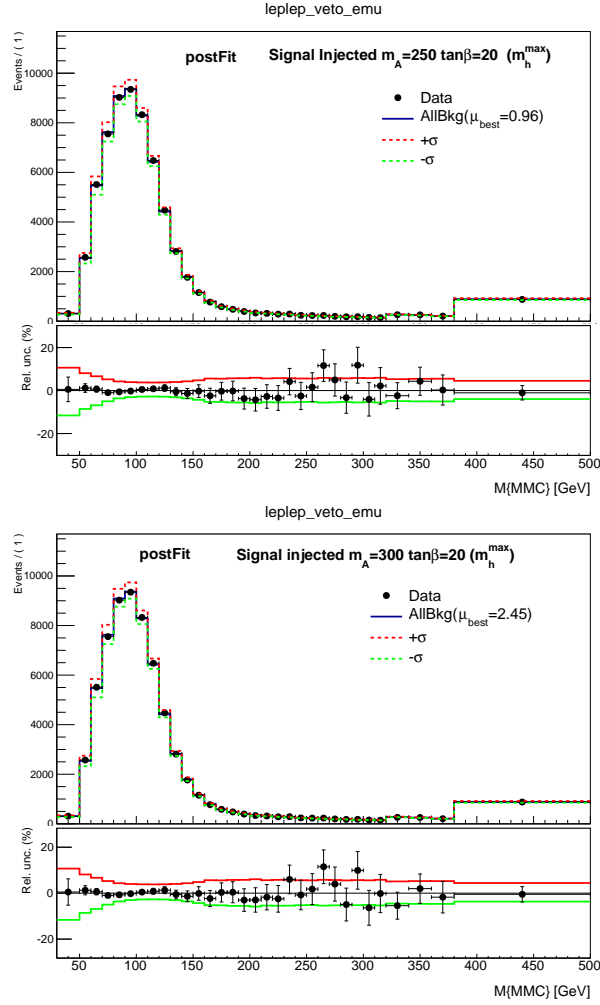 leplep_veto_emu
postFit Signal Injected m_A=250 tanβ=20 (m_h^max)
Events / ( 1 )
10000
8000
6000
4000
2000
0
Data
AllBkg(μ_best=0.96)
+σ
-σ
Rel. unc. (%)
20
0
-20
50 100 150 200 250 300 350 400 450 500
M{MMC} [GeV]
leplep_veto_emu
postFit Signal injected m_A=300 tanβ=20 (m_h^max)
Events / ( 1 )
10000
8000
6000
4000
2000
0
Data
AllBkg(μ_best=2.45)
+σ
-σ
Rel. unc. (%)
20
0
-20
50 100 150 200 250 300 350 400 450 500
M{MMC} [GeV]